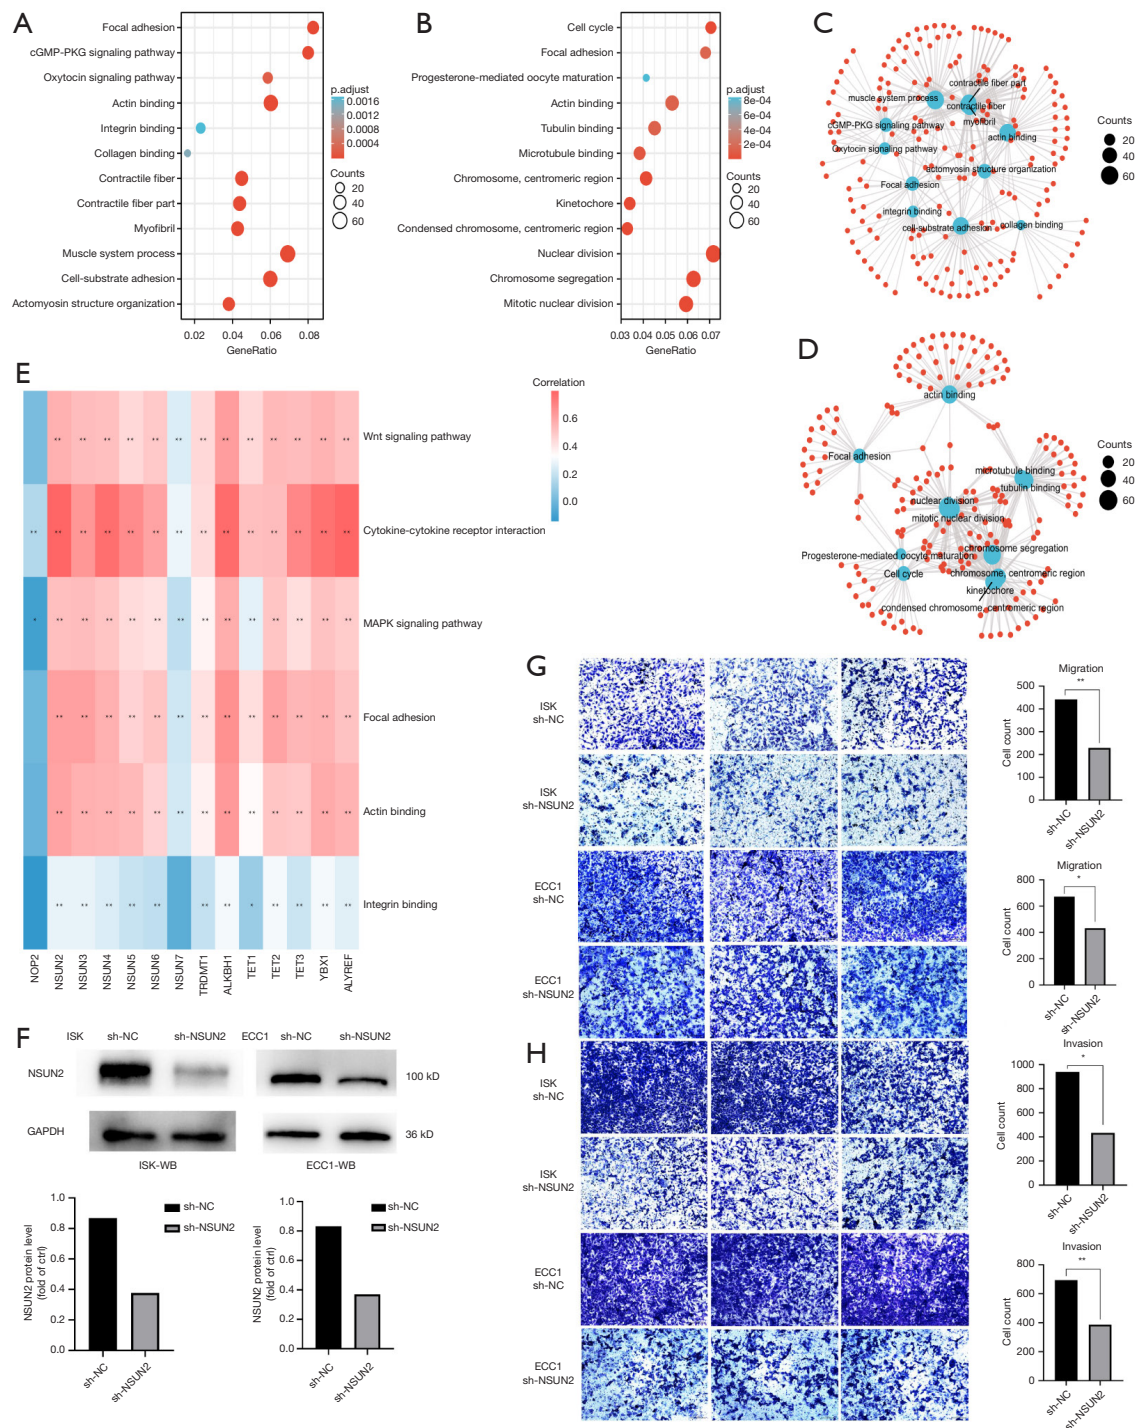 A
Focal adhesion
cGMP-PKG signaling pathway
Oxytocin signaling pathway
Actin binding
Integrin binding
Collagen binding
Contractile fiber
Contractile fiber part
Myofibril
Muscle system process
Cell-substrate adhesion
Actomyosin structure organization
0.02 0.04 0.06 0.08
GeneRatio
p.adjust
0.0016
0.0012
0.0008
0.0004
Counts
20
40
60
B
Cell cycle
Focal adhesion
Progesterone-mediated oocyte maturation
Actin binding
Tubulin binding
Microtubule binding
Chromosome, centromeric region
Kinetochore
Condensed chromosome, centromeric region
Nuclear division
Chromosome segregation
Mitotic nuclear division
0.03 0.04 0.05 0.06 0.07
GeneRatio
p.adjust
8e-04
6e-04
4e-04
2e-04
Counts
20
40
60
C
contractile fiber part
muscle system process
contractile fiber
myofibril
cGMP-PKG signaling pathway
actin binding
Oxytocin signaling pathway
actomyosin structure organization
Focal adhesion
integrin binding
cell-substrate adhesion
collagen binding
Counts
20
40
60
D
actin binding
Focal adhesion
microtubule binding
tubulin binding
nuclear division
mitotic nuclear division
chromosome segregation
Progesterone-mediated oocyte maturation
Cell cycle
chromosome, centromeric region
kinetochore
condensed chromosome, centromeric region
Counts
20
40
60
E
Correlation
0.6
0.4
0.2
0.0
** ** ** ** ** ** ** ** ** ** ** ** ** Wnt signaling pathway
** ** ** ** ** ** ** ** ** ** ** ** ** ** Cytokine-cytokine receptor interaction
* ** ** ** ** ** ** ** ** ** ** ** ** ** MAPK signaling pathway
** ** ** ** ** ** ** ** ** ** ** ** ** Focal adhesion
** ** ** ** ** ** ** ** ** ** ** ** ** Actin binding
** ** ** ** ** ** ** * ** ** ** ** Integrin binding
NOP2 NSUN2 NSUN3 NSUN4 NSUN5 NSUN6 NSUN7 TRDMT1 ALKBH1 TET1 TET2 TET3 YBX1 ALYREF
F
ISK sh-NC sh-NSUN2 ECC1 sh-NC sh-NSUN2
NSUN2
100 kD
GAPDH
36 kD
ISK-WB
ECC1-WB
NSUN2 protein level
(fold of ctrl)
1.0
0.8
0.6
0.4
0.2
0.0
sh-NC
sh-NSUN2
sh-NC
sh-NSUN2
NSUN2 protein level
(fold of ctrl)
1.0
0.8
0.6
0.4
0.2
0.0
sh-NC
sh-NSUN2
sh-NC
sh-NSUN2
G
ISK
sh-NC
ISK
sh-NSUN2
ECC1
sh-NC
ECC1
sh-NSUN2
Migration
**
Cell count
500
400
300
200
100
0
sh-NC
sh-NSUN2
Migration
*
Cell count
800
600
400
200
0
sh-NC
sh-NSUN2
H
ISK
sh-NC
ISK
sh-NSUN2
ECC1
sh-NC
ECC1
sh-NSUN2
Invasion
*
Cell count
1000
800
600
400
200
0
sh-NC
sh-NSUN2
Invasion
**
Cell count
800
600
400
200
0
sh-NC
sh-NSUN2